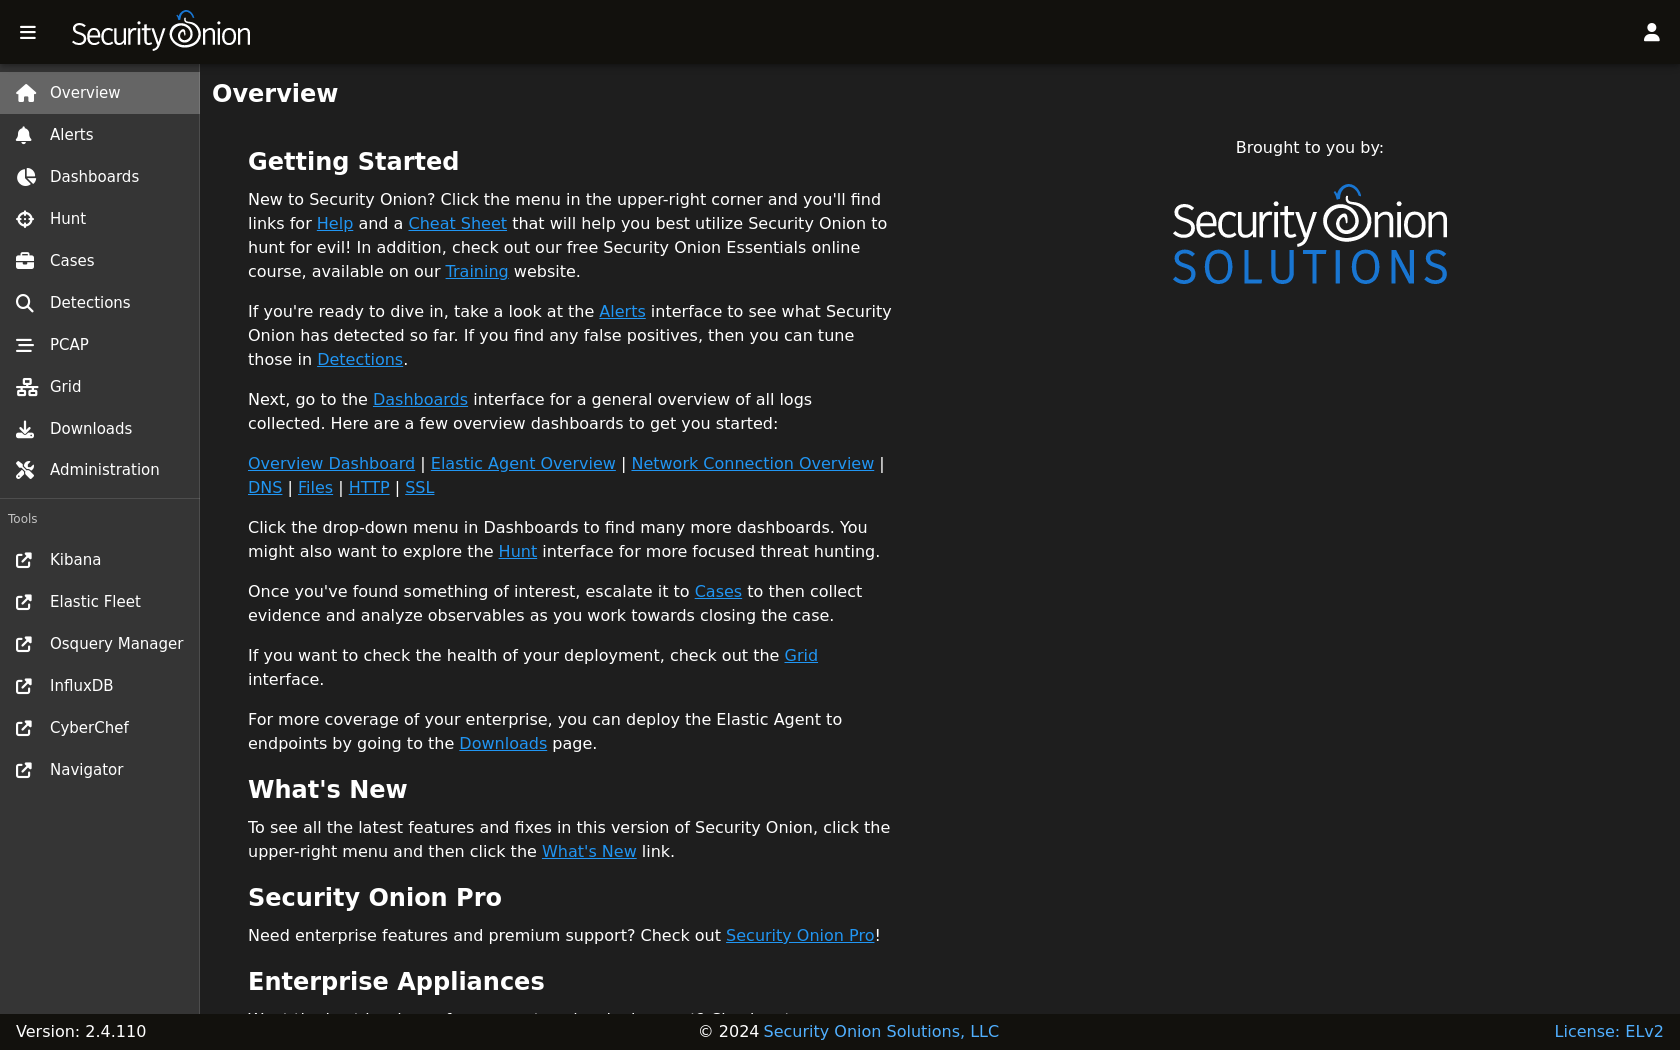 Security Onion
Overview
Alerts
Dashboards
Hunt
Cases
Detections
PCAP
Grid
Downloads
Administration
Tools
Kibana
Elastic Fleet
Osquery Manager
InfluxDB
CyberChef
Navigator
Overview
Getting Started
New to Security Onion? Click the menu in the upper-right corner and you'll find
links for Help and a Cheat Sheet that will help you best utilize Security Onion to
hunt for evil! In addition, check out our free Security Onion Essentials online
course, available on our Training website.
If you're ready to dive in, take a look at the Alerts interface to see what Security
Onion has detected so far. If you find any false positives, then you can tune
those in Detections.
Next, go to the Dashboards interface for a general overview of all logs
collected. Here are a few overview dashboards to get you started:
Overview Dashboard | Elastic Agent Overview | Network Connection Overview |
DNS | Files | HTTP | SSL
Click the drop-down menu in Dashboards to find many more dashboards. You
might also want to explore the Hunt interface for more focused threat hunting.
Once you've found something of interest, escalate it to Cases to then collect
evidence and analyze observables as you work towards closing the case.
If you want to check the health of your deployment, check out the Grid
interface.
For more coverage of your enterprise, you can deploy the Elastic Agent to
endpoints by going to the Downloads page.
What's New
To see all the latest features and fixes in this version of Security Onion, click the
upper-right menu and then click the What's New link.
Security Onion Pro
Need enterprise features and premium support? Check out Security Onion Pro!
Enterprise Appliances
Brought to you by:
Security Onion
SOLUTIONS
Version: 2.4.110
© 2024 Security Onion Solutions, LLC
License: ELv2